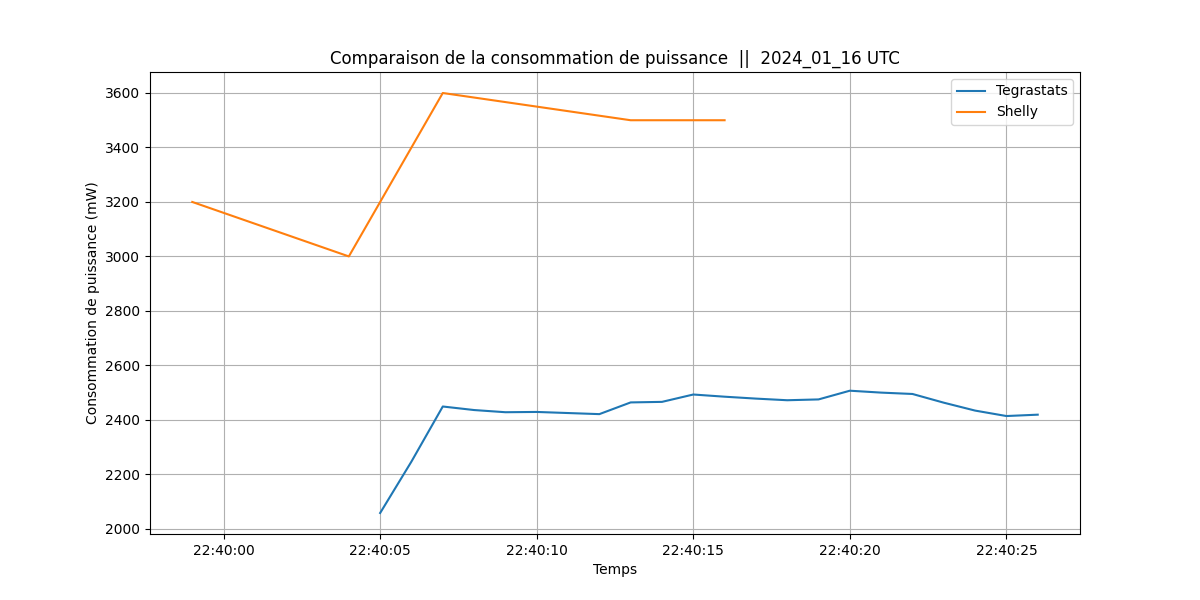 Comparaison de la consommation de puissance || 2024_01_16 UTC
Tegrastats
Shelly
Consommation de puissance (mW)
3600
3400
3200
3000
2800
2600
2400
2200
2000
22:40:00 22:40:05 22:40:10 22:40:15 22:40:20 22:40:25
Temps